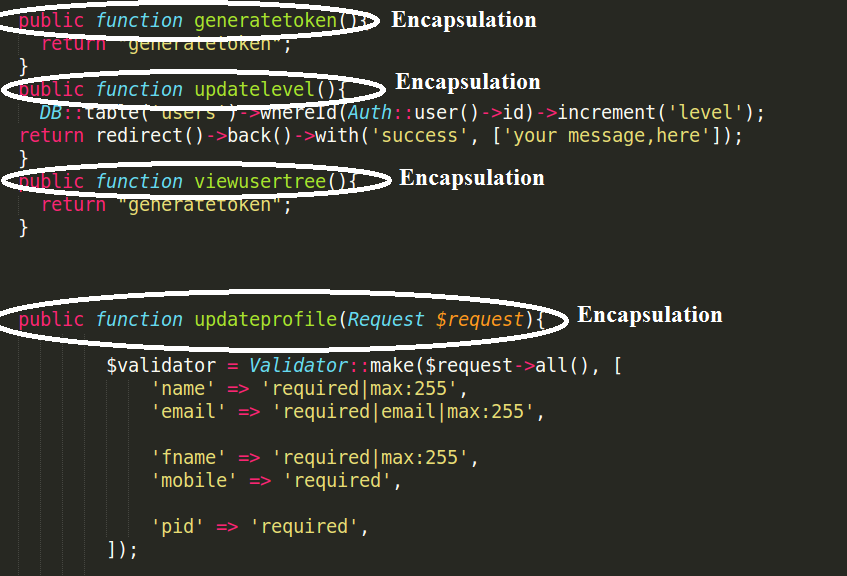 public function generatetoken(){ Encapsulation
return "generatetoken";
}
public function updatelevel(){ Encapsulation
DB::table('users')->whereId(Auth::user()->id)->increment('level');
return redirect()->back()->with('success', ['your message,here']);
}
public function viewusertree(){ Encapsulation
return "generatetoken";
}
public function updateprofile(Request $request){ Encapsulation
$validator = Validator::make($request->all(), [
'name' => 'required|max:255',
'email' => 'required|email|max:255',
'fname' => 'required|max:255',
'mobile' => 'required',
'pid' => 'required',
]);